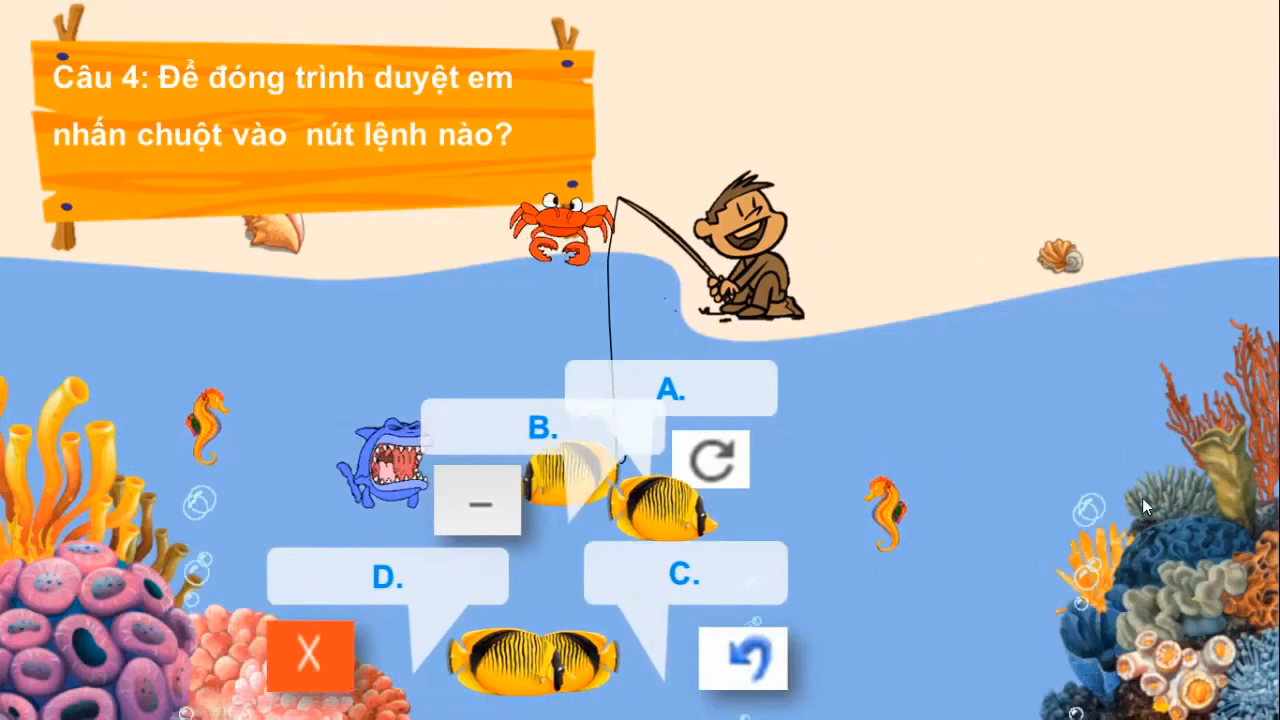 Câu 4: Để đóng trình duyệt em
nhấn chuột vào nút lệnh nào?
A.
B.
D.
C.
X